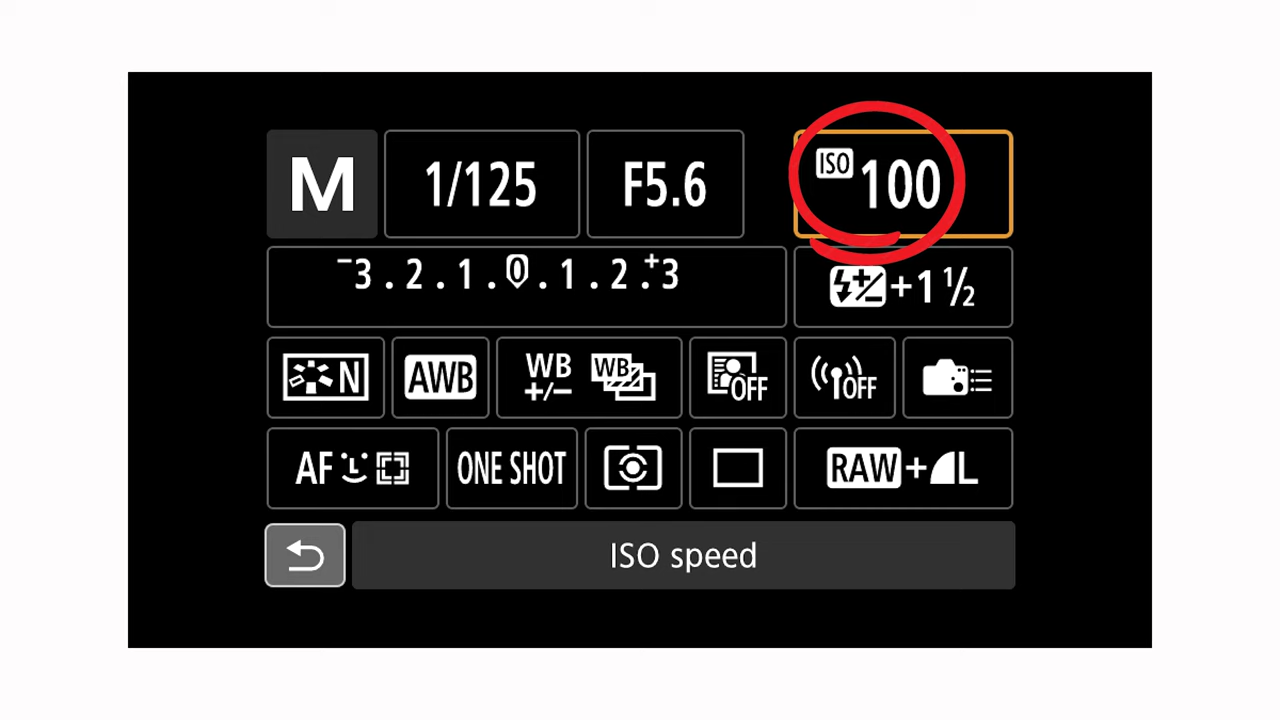 M 1/125 F5.6 ISO 100
-3.2.1.0.1.2.+3 +1 ½
N AWB WB +/- WB OFF OFF
AF ONE SHOT RAW+L
ISO speed